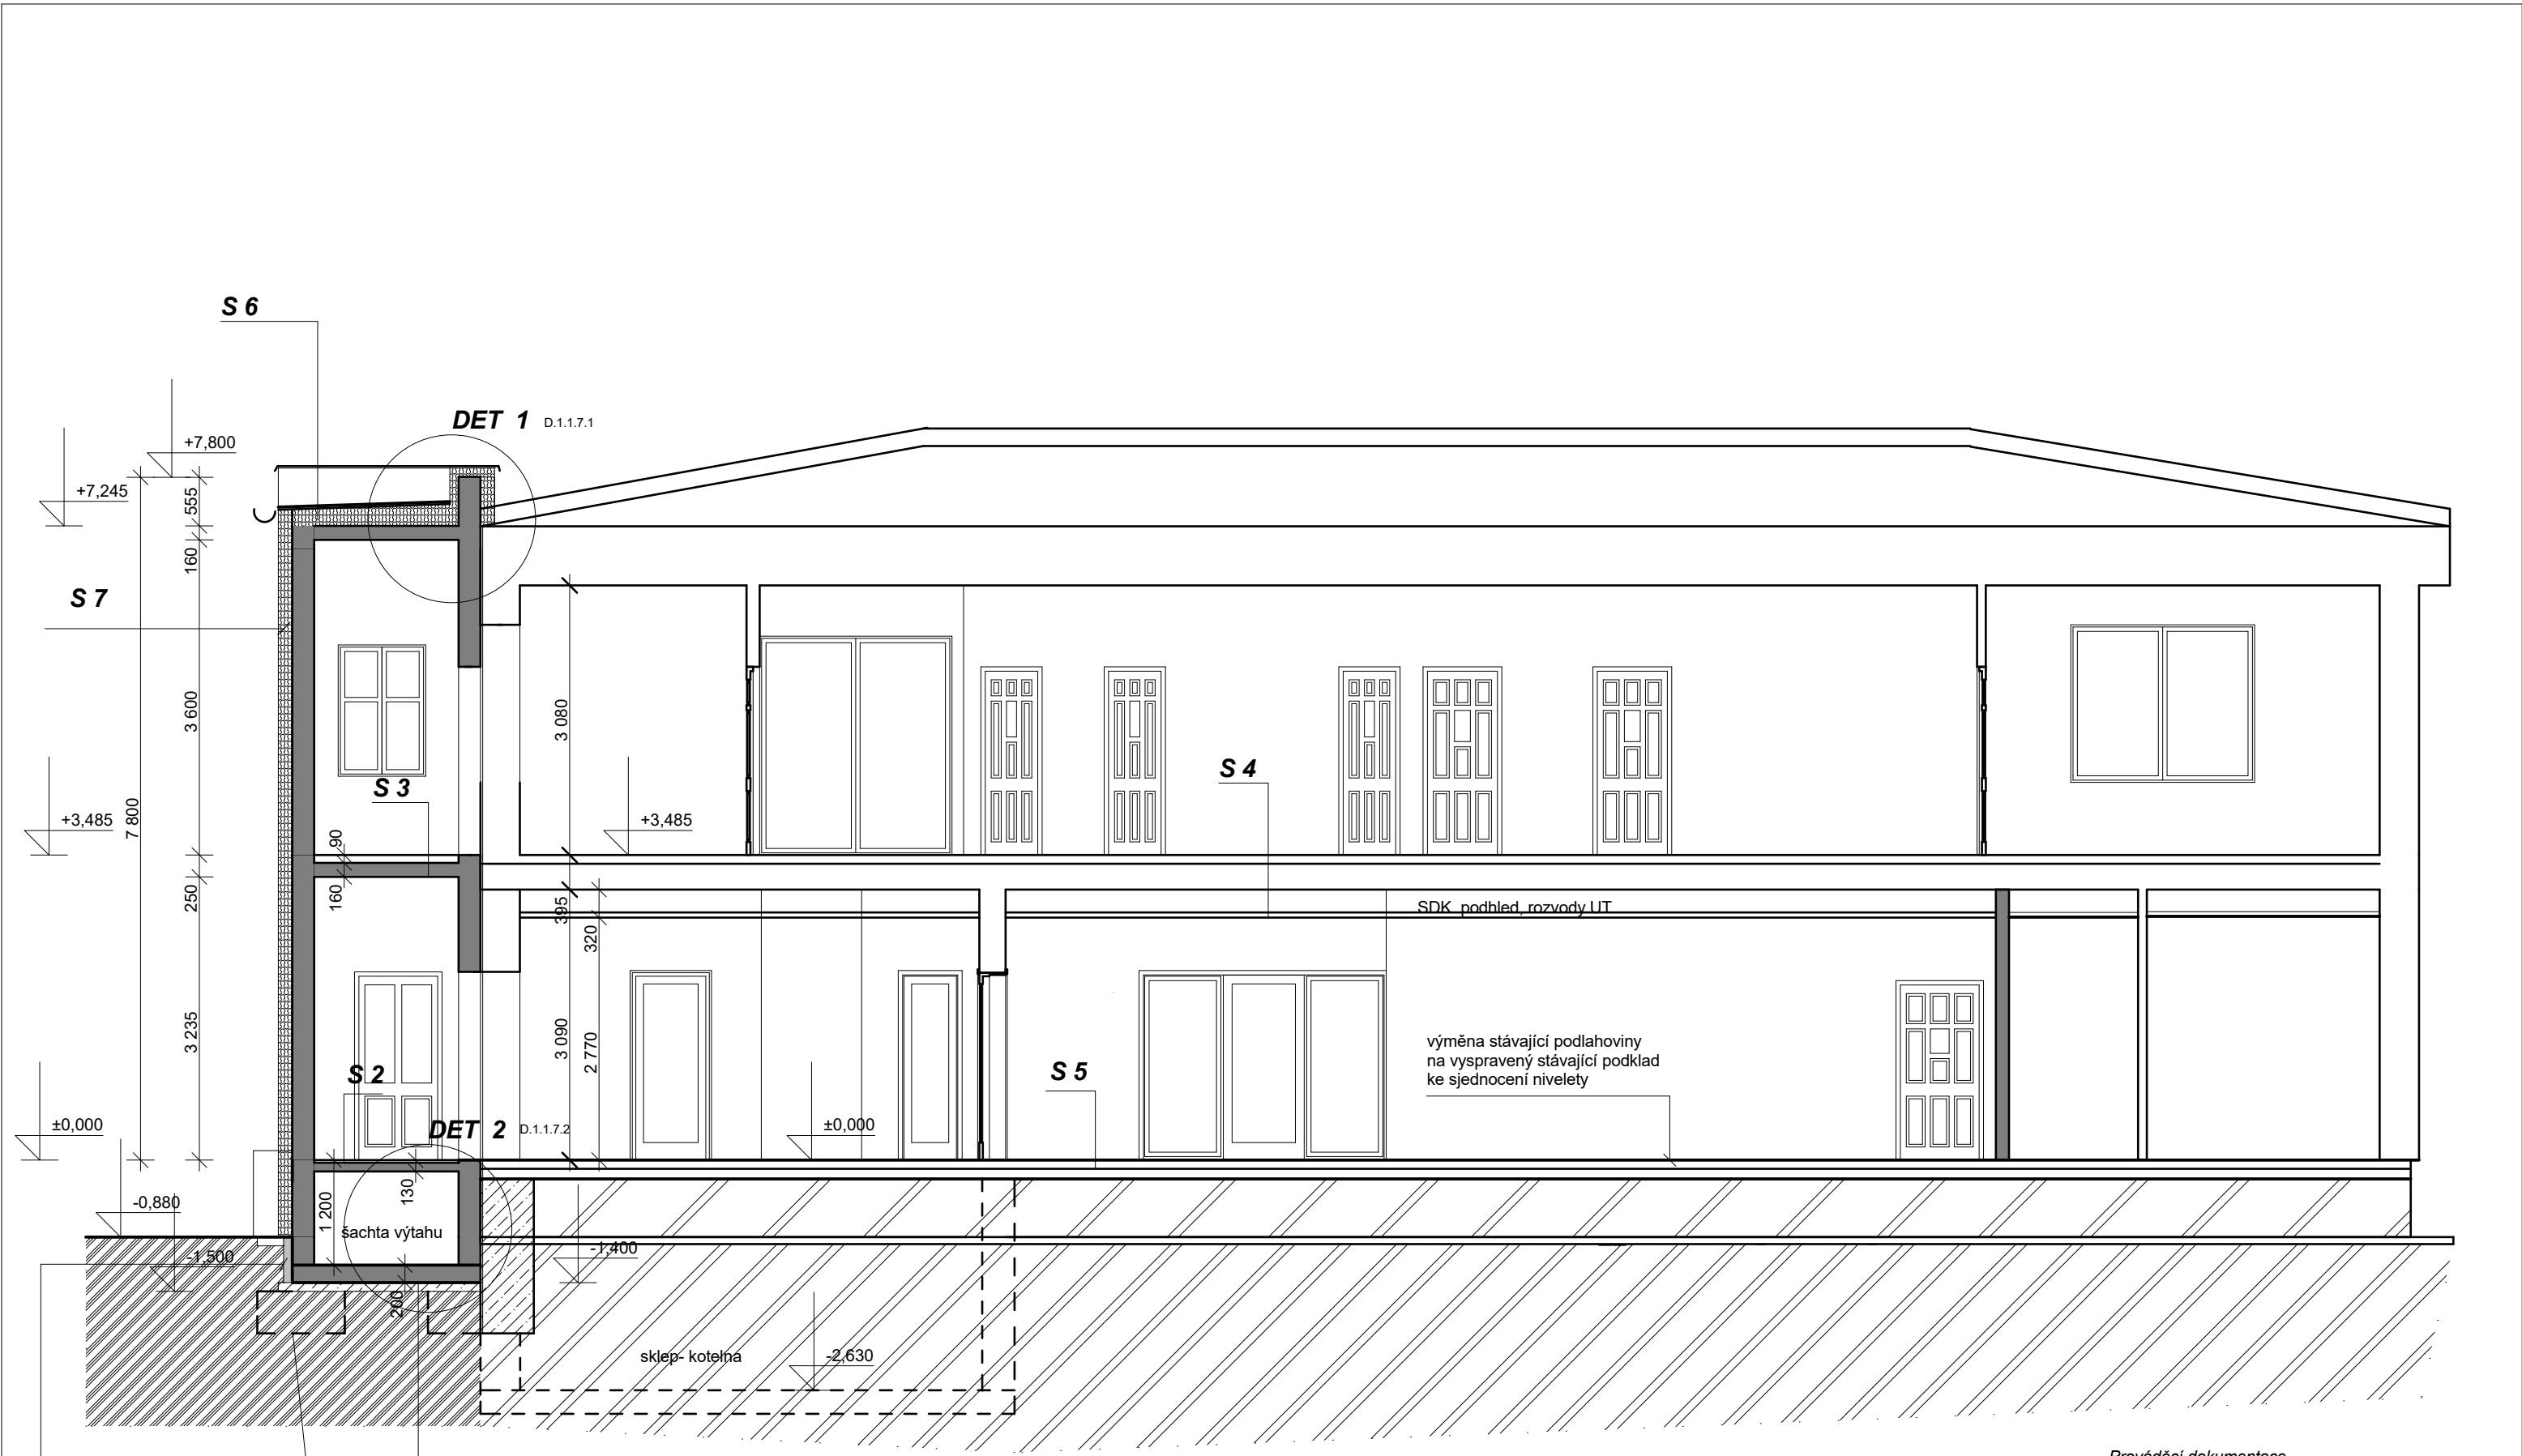 S 6
DET 1 D.1.1.7.1
+7,800
+7,245
555
160
S 7
3 600
3 080
S 4
S 3
+3,485
+3,485
7 800
90
250
160
395
SDK podhled, rozvody UT
320
3 235
3 090
2 770
výměna stávající podlahoviny
na vyspravený stávající podklad
ke sjednocení nivelety
S 2
S 5
±0,000
DET 2 D.1.1.7.2
±0,000
-0,880
1 200
130
šachta výtahu
-1,500
-1,400
200
sklep- kotelna
-2,630
Prováděcí dokumentace